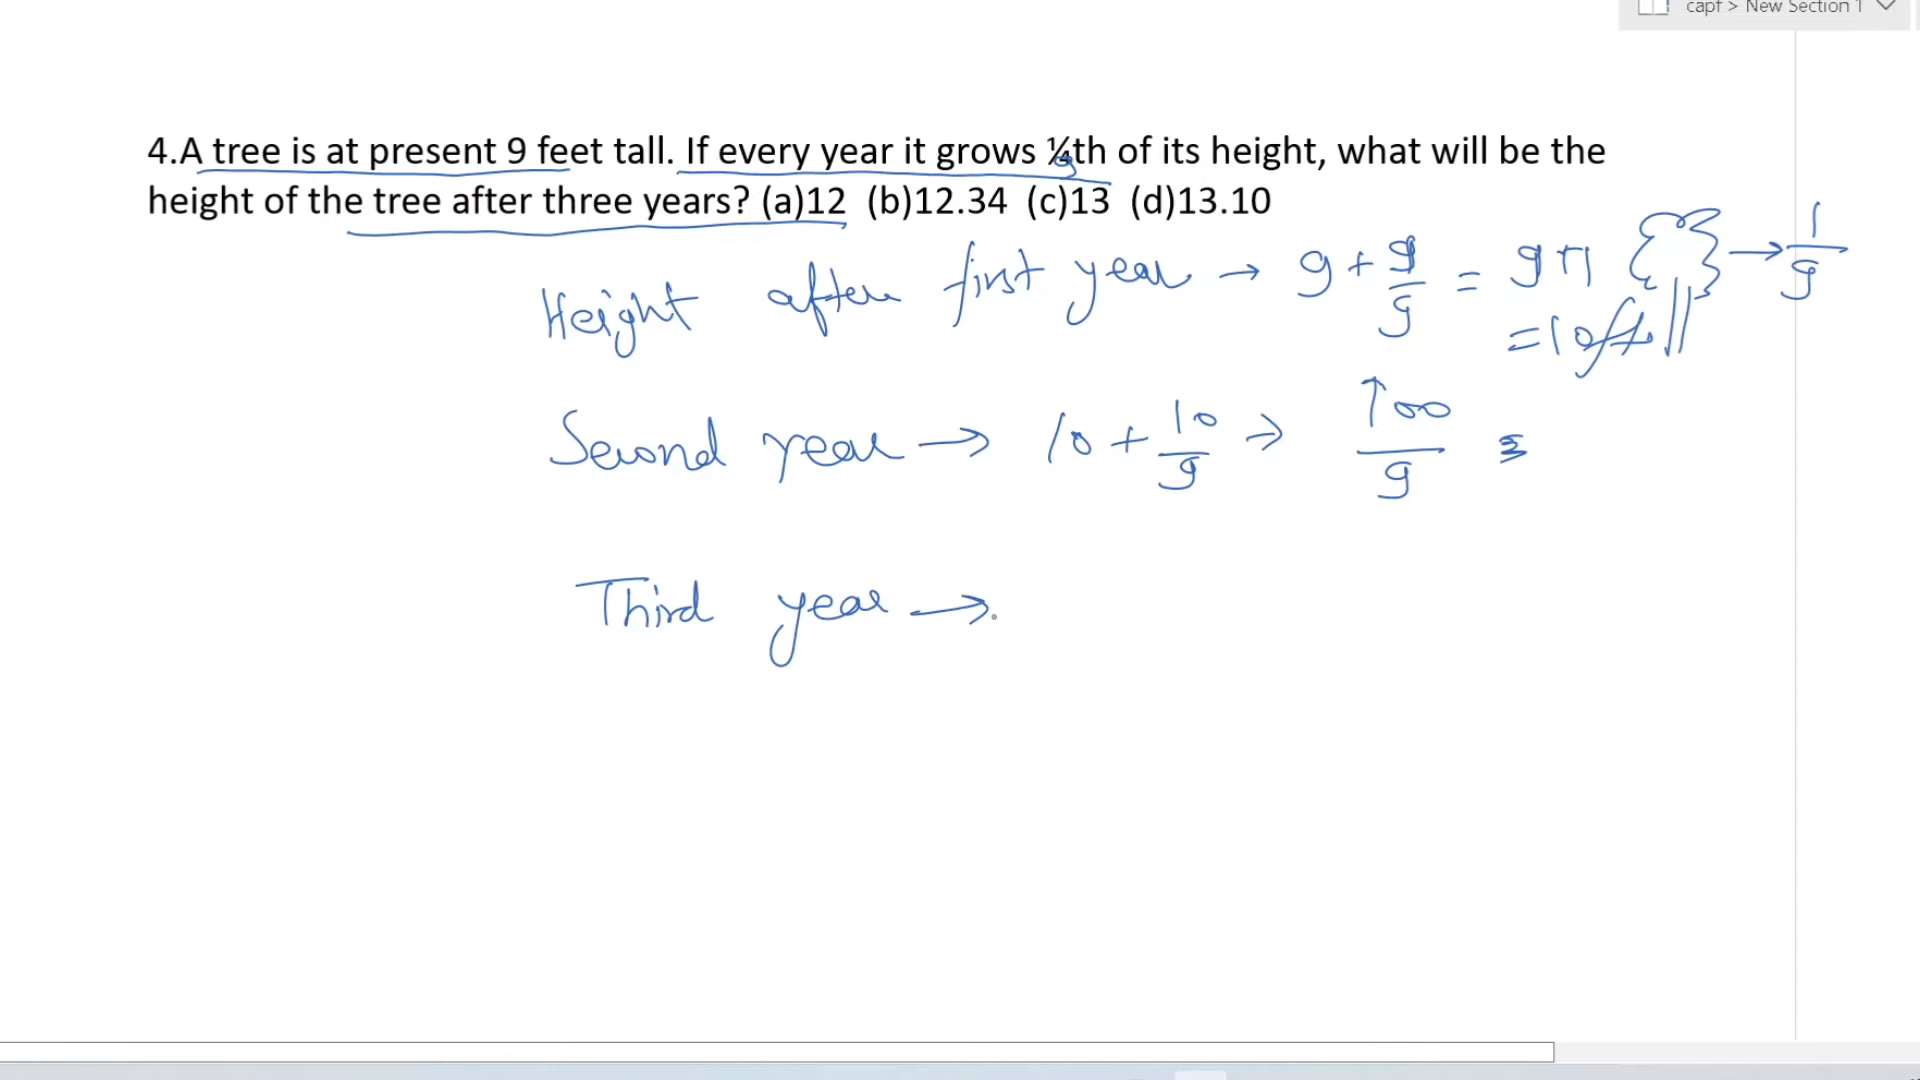 capf > New Section 1
4.A tree is at present 9 feet tall. If every year it grows ⅑th of its height, what will be the
height of the tree after three years? (a)12 (b)12.34 (c)13 (d)13.10
Height after first year → 9 + 9/9 = 9+1 { } → 1/9
= 10ft
Second year → 10 + 10/9 → 100/9 =
Third year →